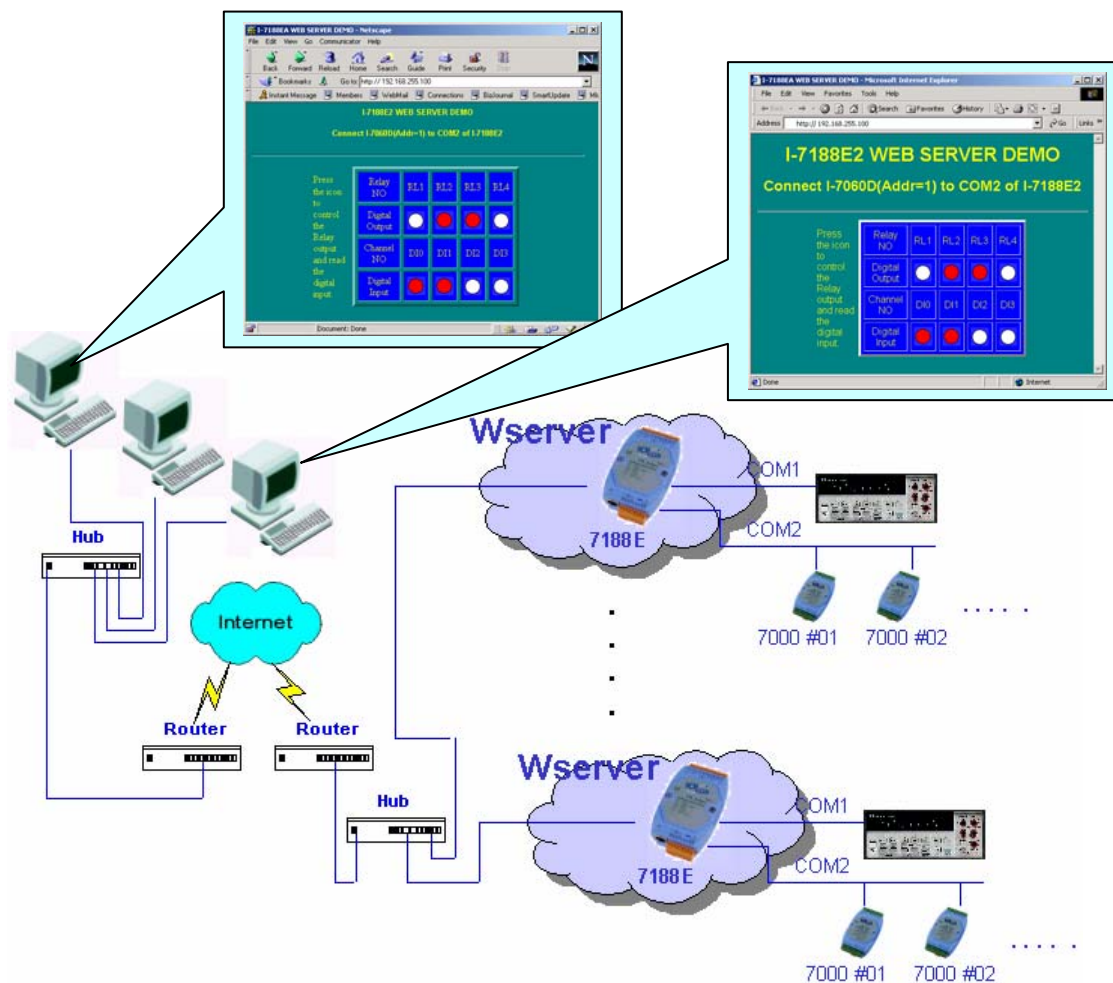 I-7188EA WEB SERVER DEMO - Netscape
File Edit View Go Communicator Help
Back Forward Reload Home Search Guide Print Security Stop
Bookmarks Go to: http://192.168.255.100
Instant Message Members WebMail Connections BizJournal SmartUpdate
I-7188E2 WEB SERVER DEMO
Connect I-7060D(Addr=1) to COM2 of I-7188E2
Press the icon to control the Relay output and read the digital input
Relay NO RL1 RL2 RL3 RL4
Digital Output
Channel NO DI0 DI1 DI2 DI3
Digital Input
Document: Done
I-7188EA WEB SERVER DEMO - Microsoft Internet Explorer
File Edit View Favorites Tools Help
Back Search Favorites History
Address http://192.168.255.100 Go Links
I-7188E2 WEB SERVER DEMO
Connect I-7060D(Addr=1) to COM2 of I-7188E2
Press the icon to control the Relay output and read the digital input
Relay NO RL1 RL2 RL3 RL4
Digital Output
Channel NO DI0 DI1 DI2 DI3
Digital Input
Done Internet
Wserver
COM1
COM2
7188E
7000 #01 7000 #02 . . . . .
Hub
Internet
Router Router
Hub
Wserver
COM1
COM2
7188E
7000 #01 7000 #02 . . . . .